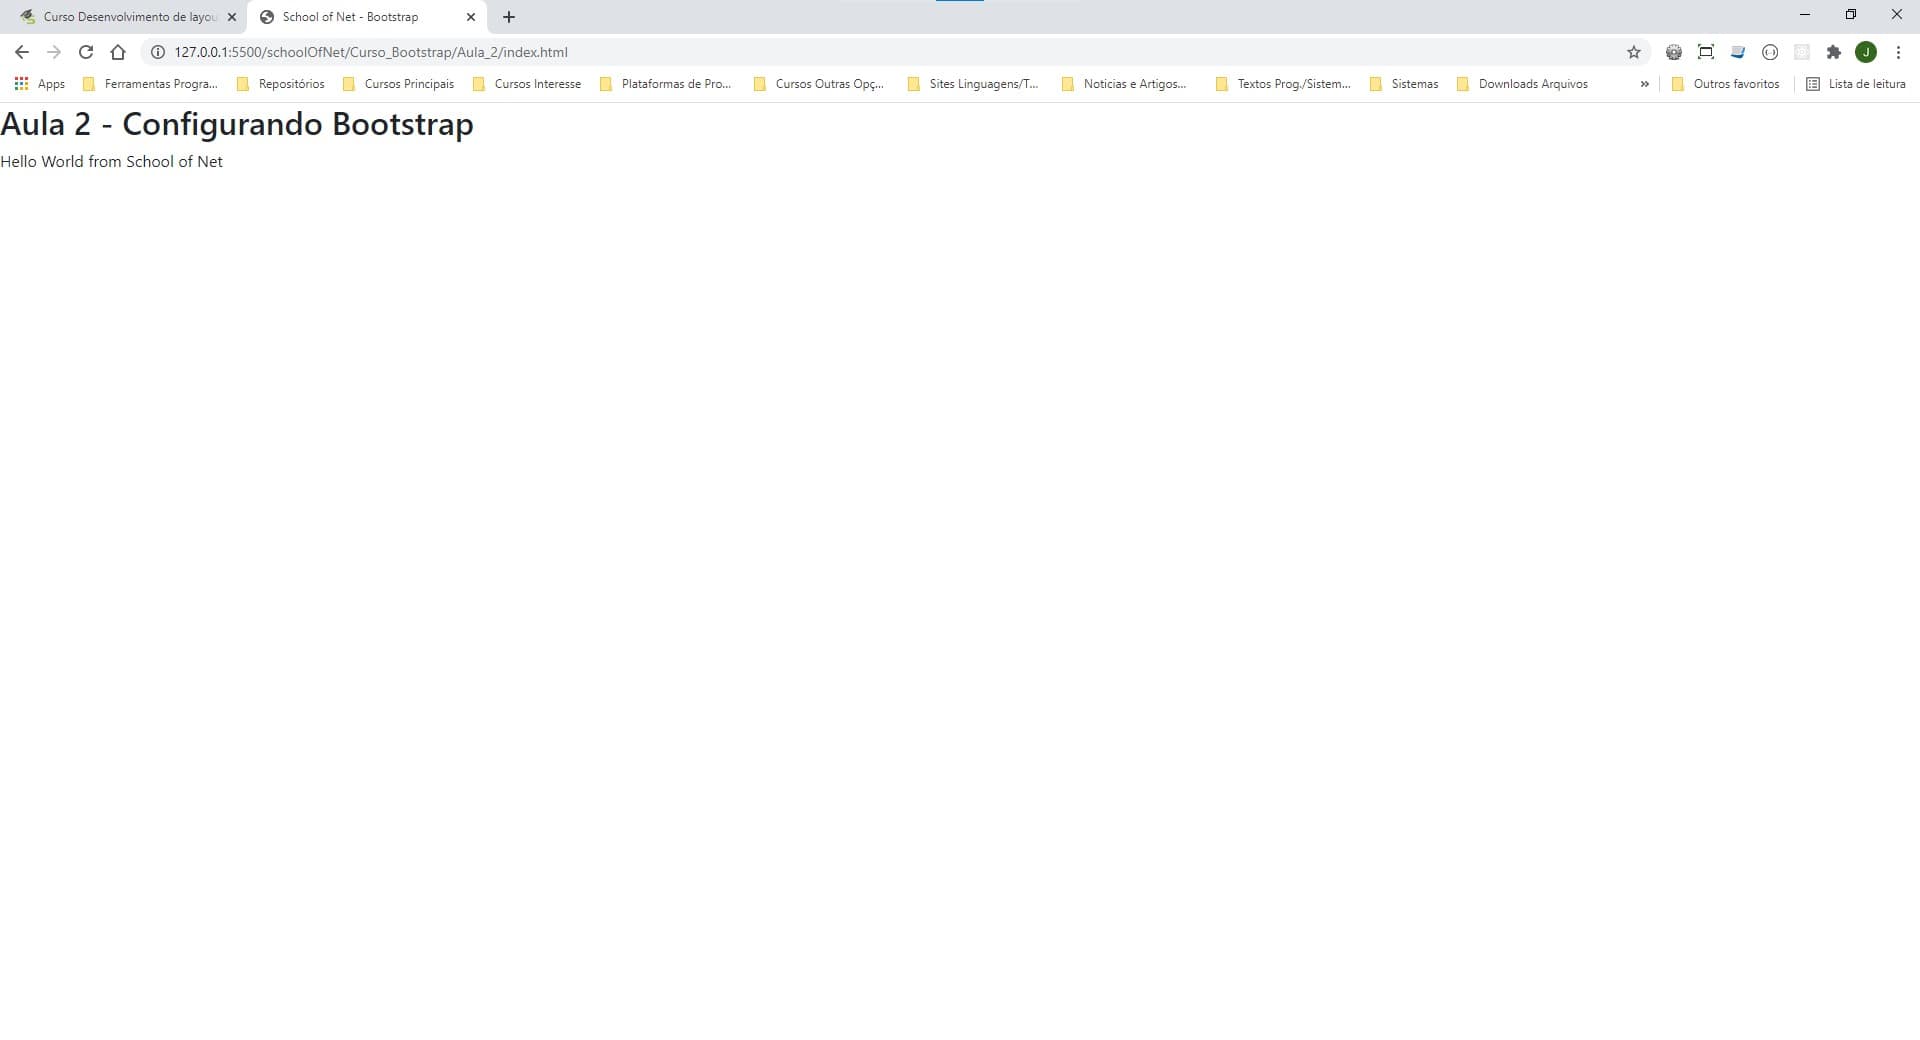 Curso Desenvolvimento de layou
School of Net - Bootstrap
127.0.0.1:5500/schoolOfNet/Curso_Bootstrap/Aula_2/index.html
J
Apps Ferramentas Progra... Repositórios Cursos Principais Cursos Interesse Plataformas de Pro... Cursos Outras Opç... Sites Linguagens/T... Noticias e Artigos... Textos Prog./Sistem... Sistemas Downloads Arquivos » Outros favoritos Lista de leitura
Aula 2 - Configurando Bootstrap
Hello World from School of Net